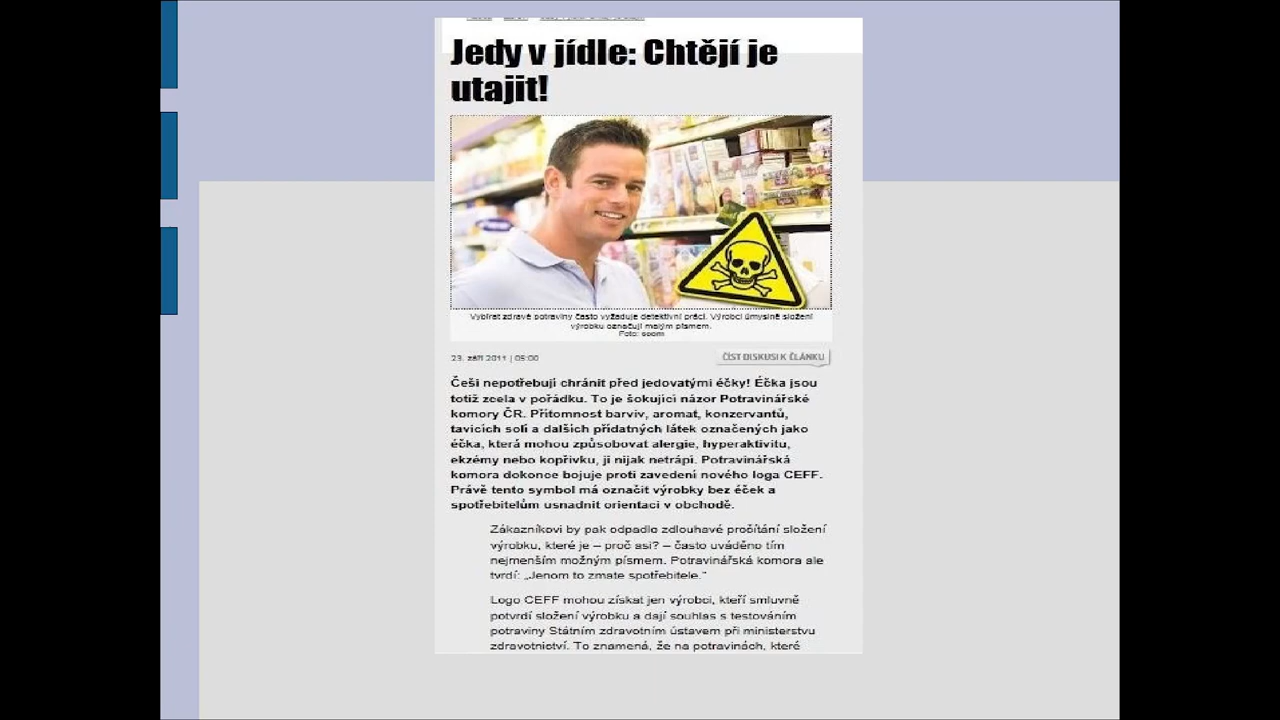 Jedy v jídle: Chtějí je
utajit!
Vybírat zdravé potraviny často vyžaduje detektivní práci. Výrobci úmyslně složení
výrobku označují malým písmem.
Foto: isifa.com
23. září 2011 | 05:00
ČÍST DISKUSI K ČLÁNKU
Češi nepotřebují chránit před jedovatými éčky! Éčka jsou
totiž zcela v pořádku. To je šokující názor Potravinářské
komory ČR. Přítomnost barviv, aromat, konzervantů,
tavicích solí a dalších přídatných látek označených jako
éčka, která mohou způsobovat alergie, hyperaktivitu,
ekzémy nebo kopřivku, ji nijak netrápí. Potravinářská
komora dokonce bojuje proti zavedení nového loga CEFF.
Právě tento symbol má označit výrobky bez éček a
spotřebitelům usnadnit orientaci v obchodě.
Zákazníkovi by pak odpadlo zdlouhavé pročítání složení
výrobku, které je – proč asi? – často uváděno tím
nejmenším možným písmem. Potravinářská komora ale
tvrdí: „Jenom to zmate spotřebitele."
Logo CEFF mohou získat jen výrobci, kteří smluvně
potvrdí složení výrobku a dají souhlas s testováním
potraviny Státním zdravotním ústavem při ministerstvu
zdravotnictví. To znamená, že na potravinách, které